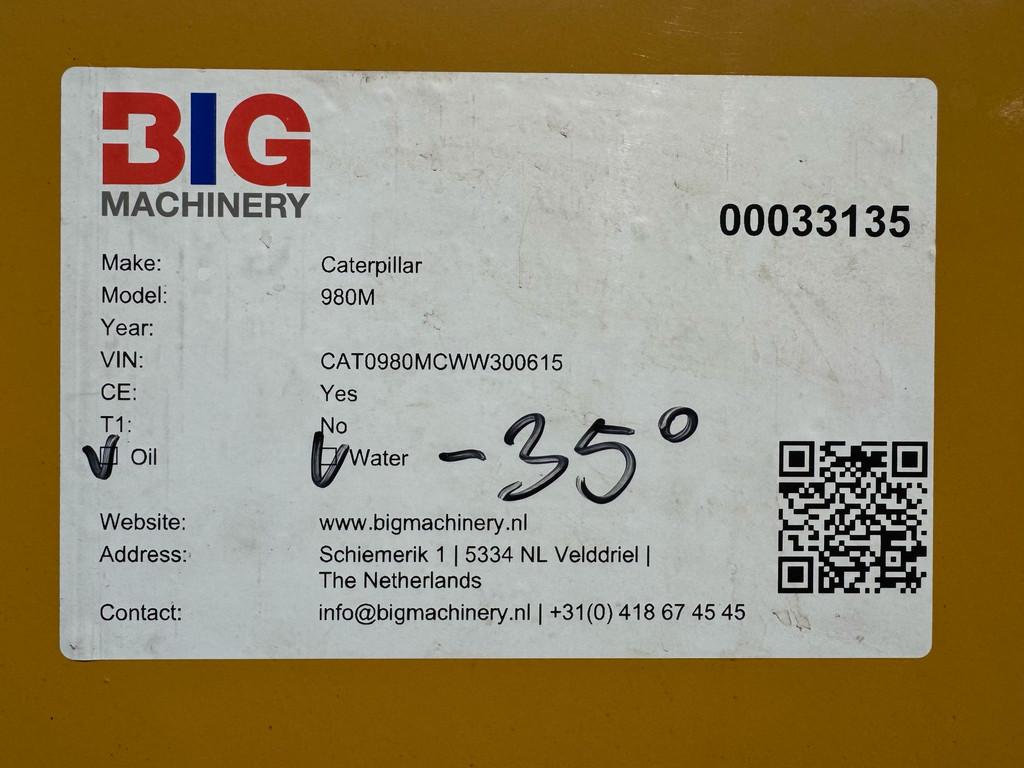 BIG
MACHINERY
00033135
Make: Caterpillar
Model: 980M
Year:
VIN: CAT0980MCWW300615
CE: Yes
T1: No
Oil Water -35°
Website: www.bigmachinery.nl
Address: Schiemerik 1 | 5334 NL Velddriel |
The Netherlands
Contact: info@bigmachinery.nl | +31(0) 418 67 45 45